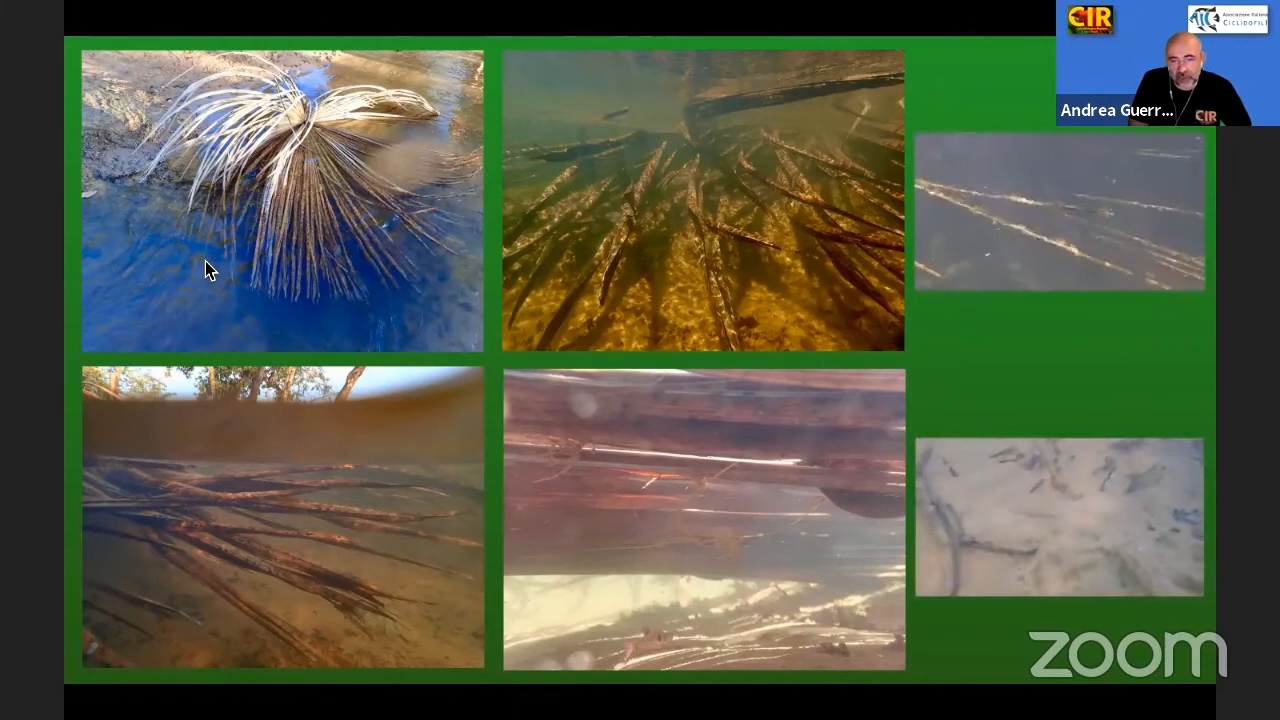 CIR
Associazione Italiana
CICLIDOFILI
Andrea Guerr...
CIR
zoom